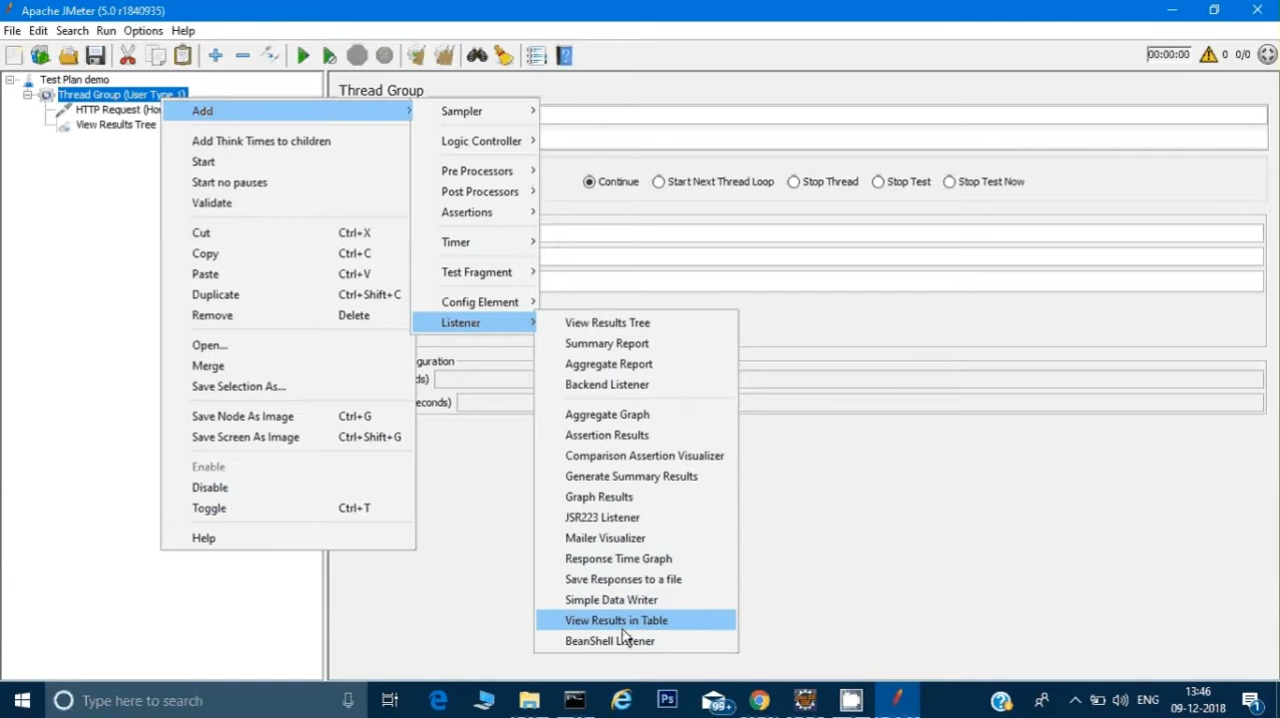 Apache JMeter (5.0 r1840935)
File Edit Search Run Options Help
00:00:00 0 0/0
Test Plan demo
Thread Group (User Type 1)
HTTP Request (Ho
View Results Tree
Thread Group
Continue Start Next Thread Loop Stop Thread Stop Test Stop Test Now
guration
ds)
econds)
Add
Add Think Times to children
Start
Start no pauses
Validate
Cut Ctrl+X
Copy Ctrl+C
Paste Ctrl+V
Duplicate Ctrl+Shift+C
Remove Delete
Open...
Merge
Save Selection As...
Save Node As Image Ctrl+G
Save Screen As Image Ctrl+Shift+G
Enable
Disable
Toggle Ctrl+T
Help
Sampler
Logic Controller
Pre Processors
Post Processors
Assertions
Timer
Test Fragment
Config Element
Listener
View Results Tree
Summary Report
Aggregate Report
Backend Listener
Aggregate Graph
Assertion Results
Comparison Assertion Visualizer
Generate Summary Results
Graph Results
JSR223 Listener
Mailer Visualizer
Response Time Graph
Save Responses to a file
Simple Data Writer
View Results in Table
BeanShell Listener
Type here to search
Ps
99+
ENG
13:46
09-12-2018
1